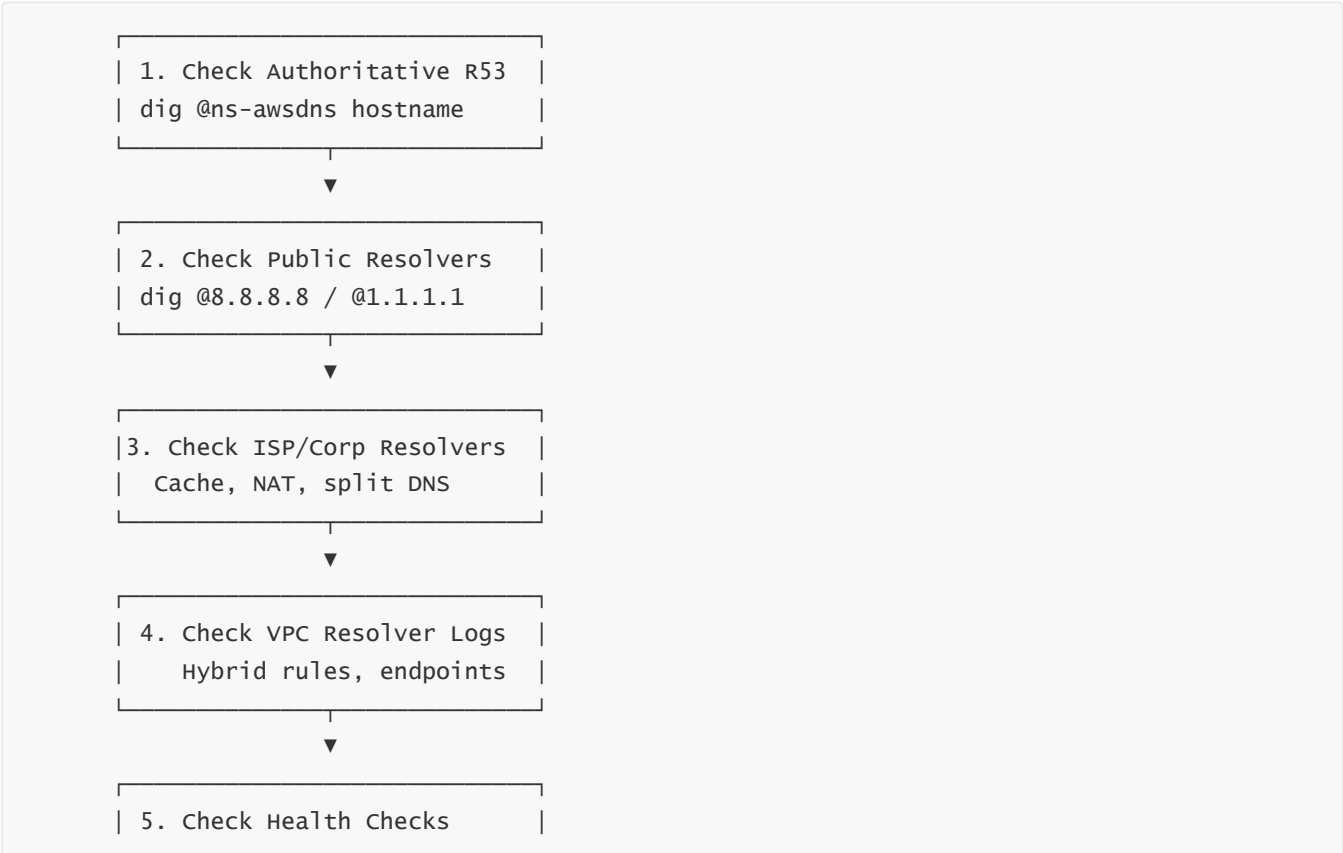 1. Check Authoritative R53
dig @ns-awsdns hostname
2. Check Public Resolvers
dig @8.8.8.8 / @1.1.1.1
3. Check ISP/Corp Resolvers
Cache, NAT, split DNS
4. Check VPC Resolver Logs
Hybrid rules, endpoints
5. Check Health Checks